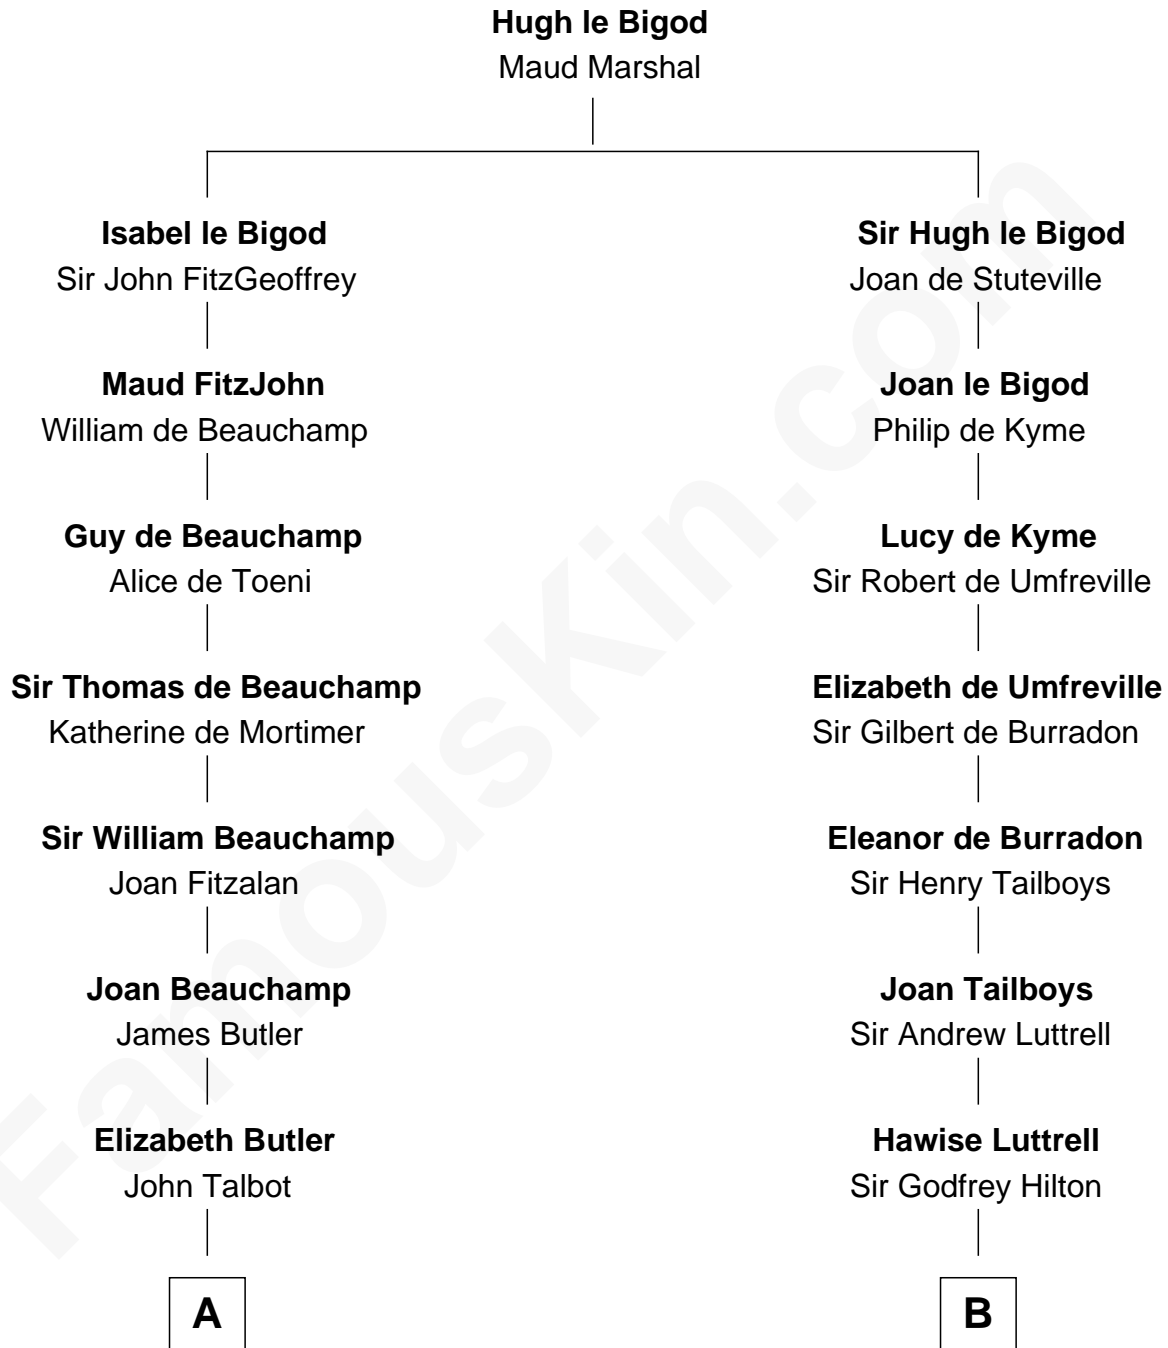 Hugh le Bigod
Maud Marshal
Isabel le Bigod
Sir John FitzGeoffrey
Maud FitzJohn
William de Beauchamp
Guy de Beauchamp
Alice de Toeni
Sir Thomas de Beauchamp
Katherine de Mortimer
Sir William Beauchamp
Joan Fitzalan
Joan Beauchamp
James Butler
Elizabeth Butler
John Talbot
A
Sir Hugh le Bigod
Joan de Stuteville
Joan le Bigod
Philip de Kyme
Lucy de Kyme
Sir Robert de Umfreville
Elizabeth de Umfreville
Sir Gilbert de Burradon
Eleanor de Burradon
Sir Henry Tailboys
Joan Tailboys
Sir Andrew Luttrell
Hawise Luttrell
Sir Godfrey Hilton
B
FamousKin.com